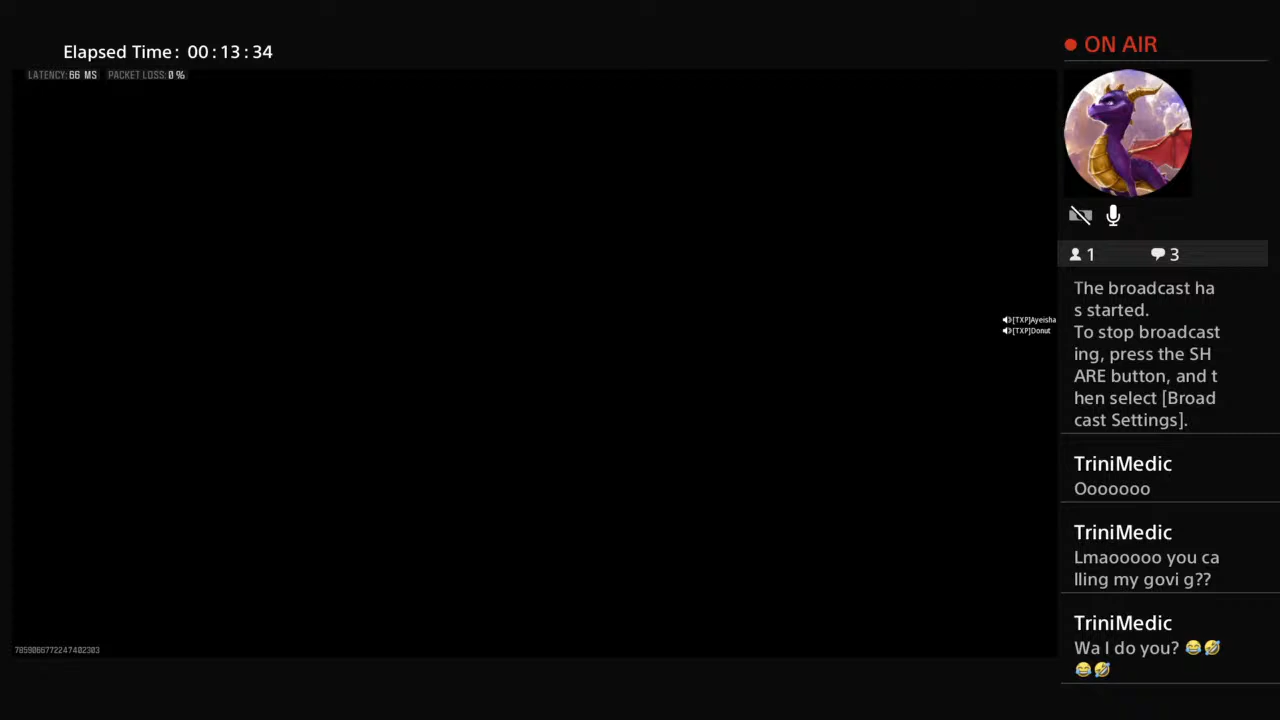 Elapsed Time: 00:13:34
ON AIR
LATENCY: 66 MS PACKET LOSS: 0 %
1 3
The broadcast ha
s started.
To stop broadcast
ing, press the SH
ARE button, and t
hen select [Broad
cast Settings].
[TXP]Ayeisha
[TXP]Donut
TriniMedic
Ooooooo
TriniMedic
Lmaooooo you ca
lling my govi g??
TriniMedic
Wa I do you? 😂🤣
😂🤣
7859066772247402303